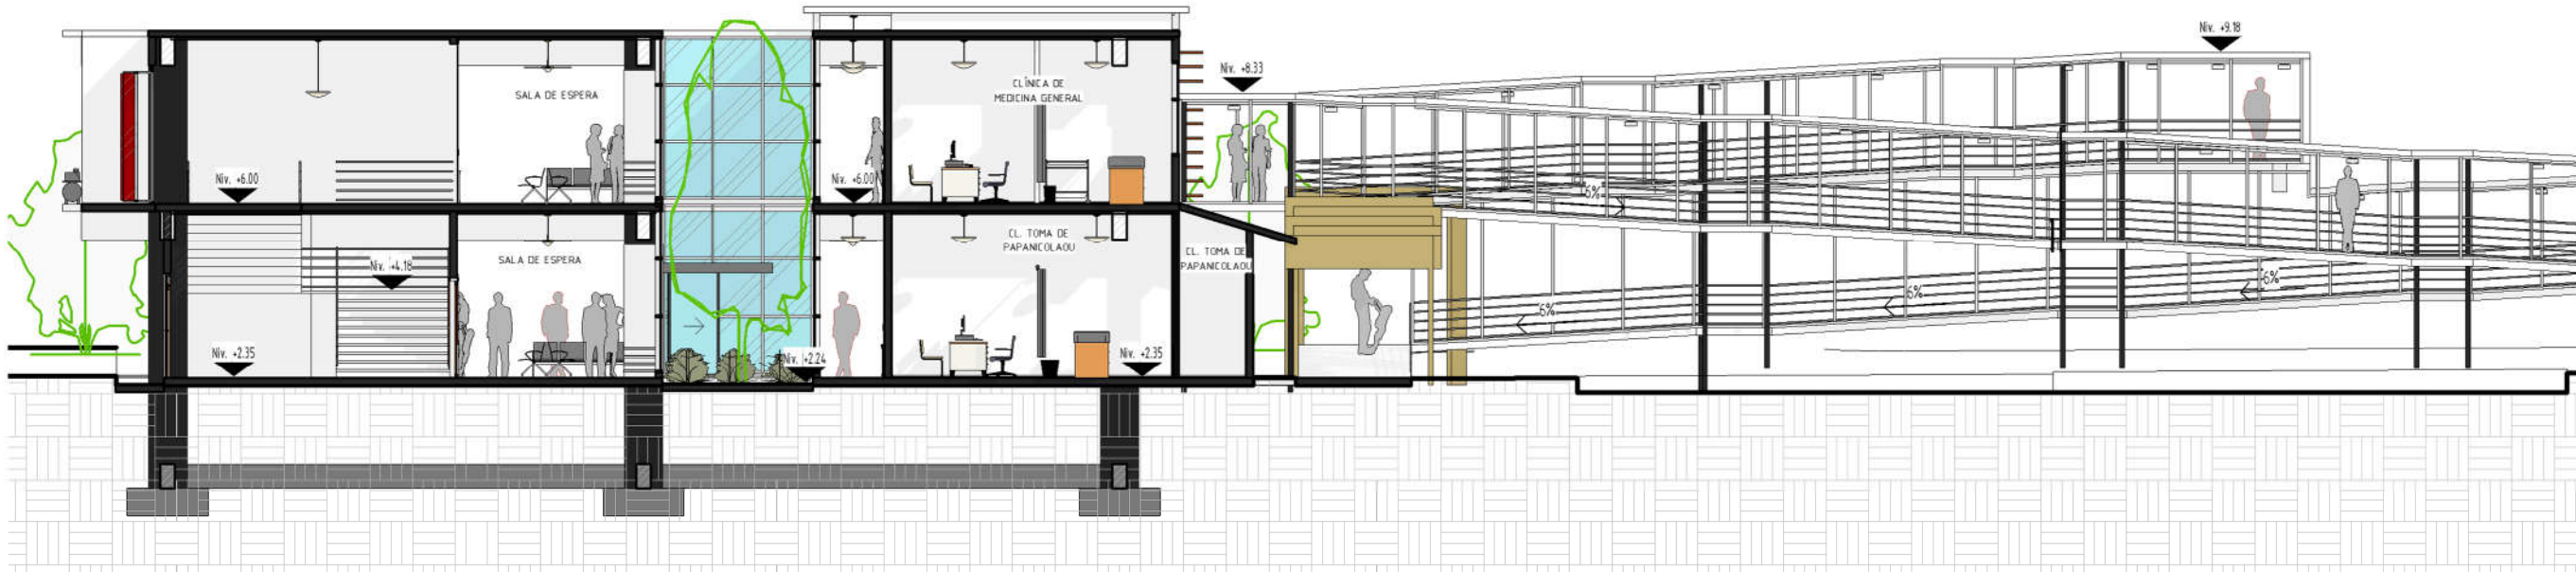 Niv. +9.18
Niv. +8.33
CLÍNICA DE
MEDICINA GENERAL
SALA DE ESPERA
Niv. +6.00
Niv. +6.00
6%
CL. TOMA DE
PAPANICOLAOU
CL. TOMA DE
PAPANICOLAOU
SALA DE ESPERA
Niv. +4.18
6%
6%
6%
Niv. +2.35
Niv. +2.24
Niv. +2.35